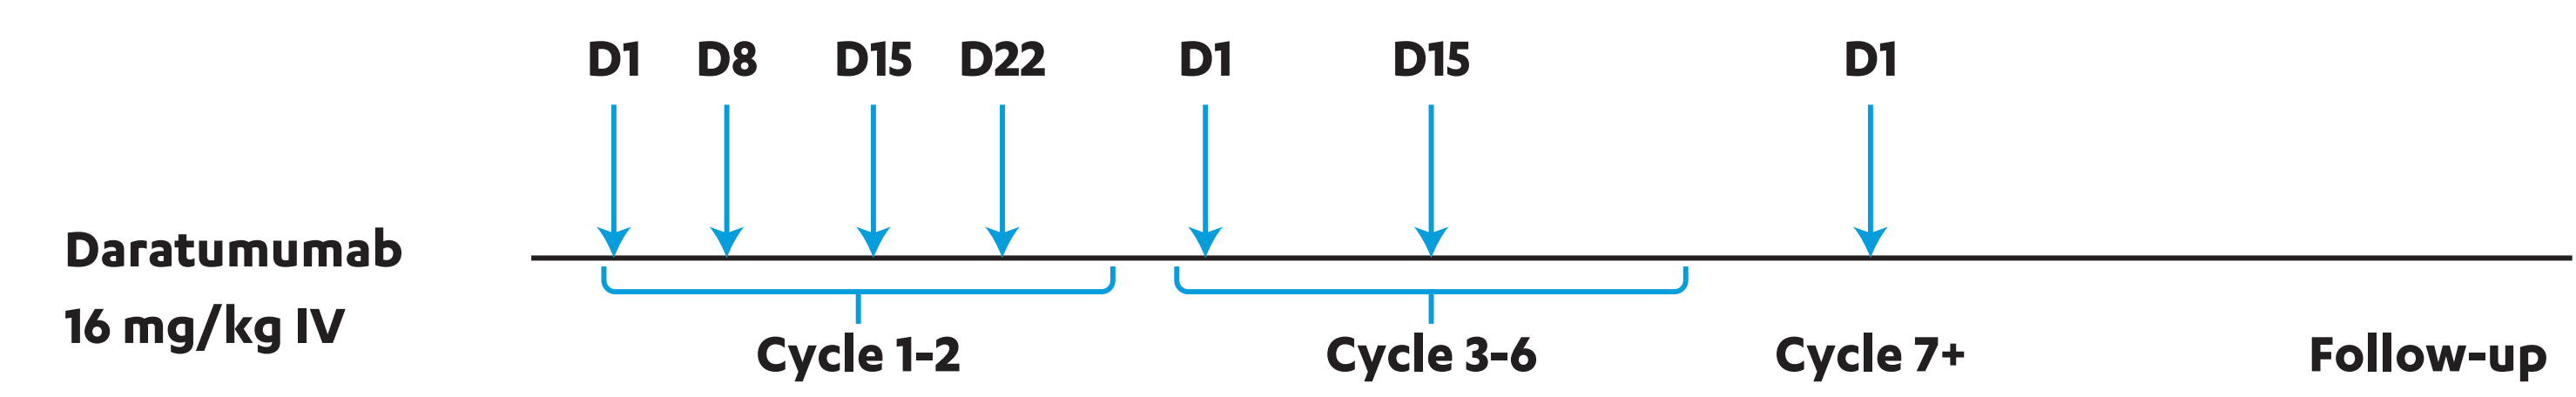 D1 D8 D15 D22 D1 D15 D1
Daratumumab
16 mg/kg IV
Cycle 1-2 Cycle 3-6 Cycle 7+ Follow-up